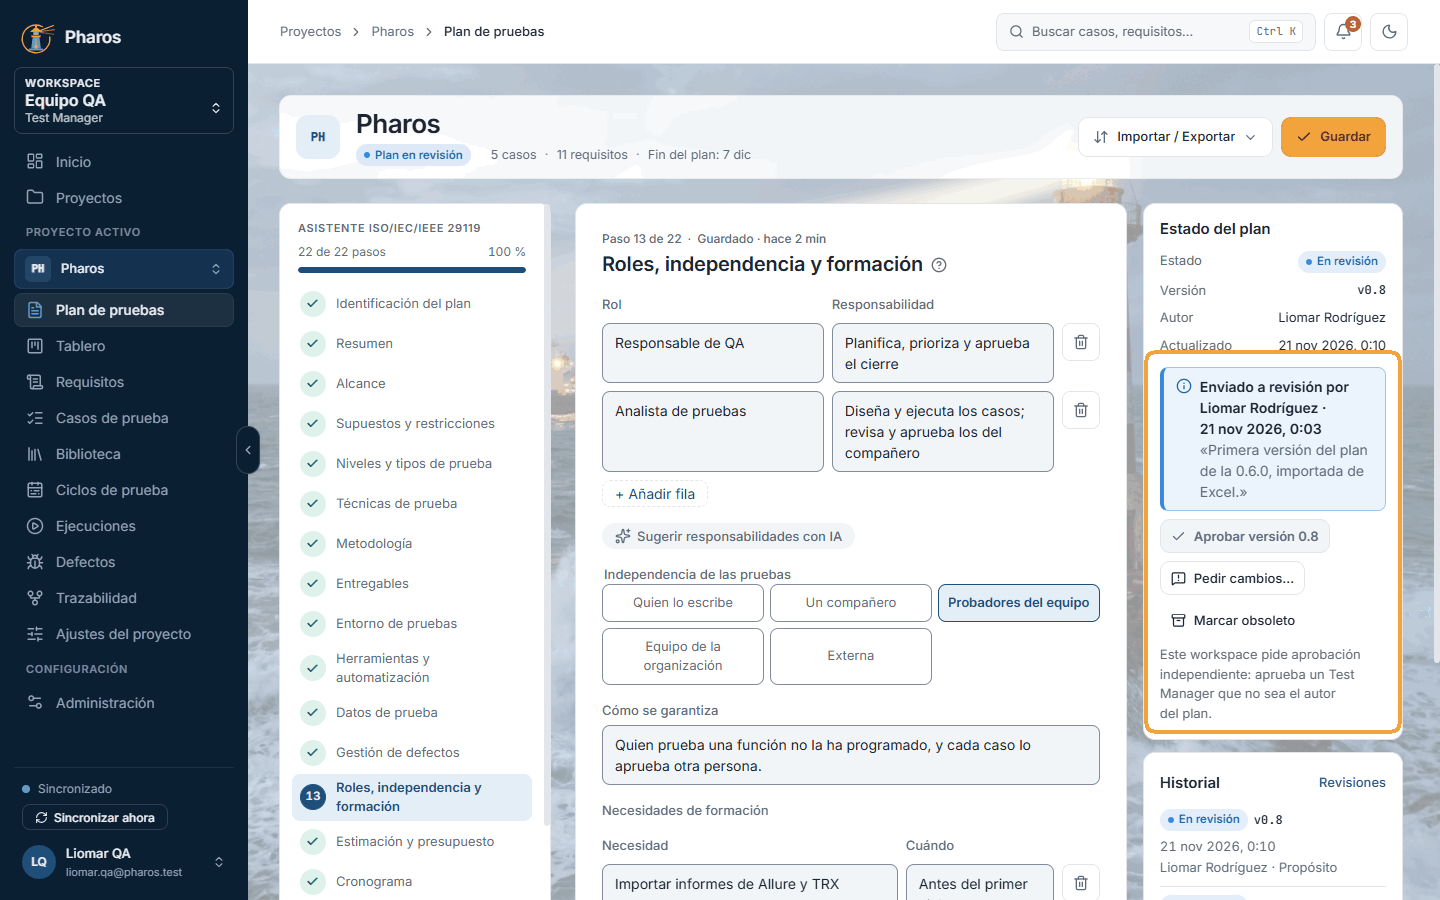 Pharos
WORKSPACE
Equipo QA
Test Manager
Inicio
Proyectos
PROYECTO ACTIVO
PH Pharos
Plan de pruebas
Tablero
Requisitos
Casos de prueba
Biblioteca
Ciclos de prueba
Ejecuciones
Defectos
Trazabilidad
Ajustes del proyecto
CONFIGURACIÓN
Administración
Sincronizado
Sincronizar ahora
LQ
Liomar QA
liomar.qa@pharos.test
Proyectos > Pharos > Plan de pruebas
Buscar casos, requisitos... Ctrl K
3
PH
Pharos
Plan en revisión 5 casos · 11 requisitos · Fin del plan: 7 dic
Importar / Exportar
Guardar
ASISTENTE ISO/IEC/IEEE 29119
22 de 22 pasos 100 %
Identificación del plan
Resumen
Alcance
Supuestos y restricciones
Niveles y tipos de prueba
Técnicas de prueba
Metodología
Entregables
Entorno de pruebas
Herramientas y
automatización
Datos de prueba
Gestión de defectos
13 Roles, independencia y
formación
Estimación y presupuesto
Cronograma
Paso 13 de 22 · Guardado · hace 2 min
Roles, independencia y formación
Rol Responsabilidad
Responsable de QA
Planifica, prioriza y aprueba
el cierre
Analista de pruebas
Diseña y ejecuta los casos;
revisa y aprueba los del
compañero
+ Añadir fila
Sugerir responsabilidades con IA
Independencia de las pruebas
Quien lo escribe
Un compañero
Probadores del equipo
Equipo de la
organización
Externa
Cómo se garantiza
Quien prueba una función no la ha programado, y cada caso lo
aprueba otra persona.
Necesidades de formación
Necesidad Cuándo
Importar informes de Allure y TRX
Antes del primer
Estado del plan
Estado En revisión
Versión v0.8
Autor Liomar Rodríguez
Actualizado 21 nov 2026, 0:10
Enviado a revisión por
Liomar Rodríguez ·
21 nov 2026, 0:03
«Primera versión del plan
de la 0.6.0, importada de
Excel.»
Aprobar versión 0.8
Pedir cambios...
Marcar obsoleto
Este workspace pide aprobación
independiente: aprueba un Test
Manager que no sea el autor
del plan.
Historial Revisiones
En revisión v0.8
21 nov 2026, 0:10
Liomar Rodríguez · Propósito